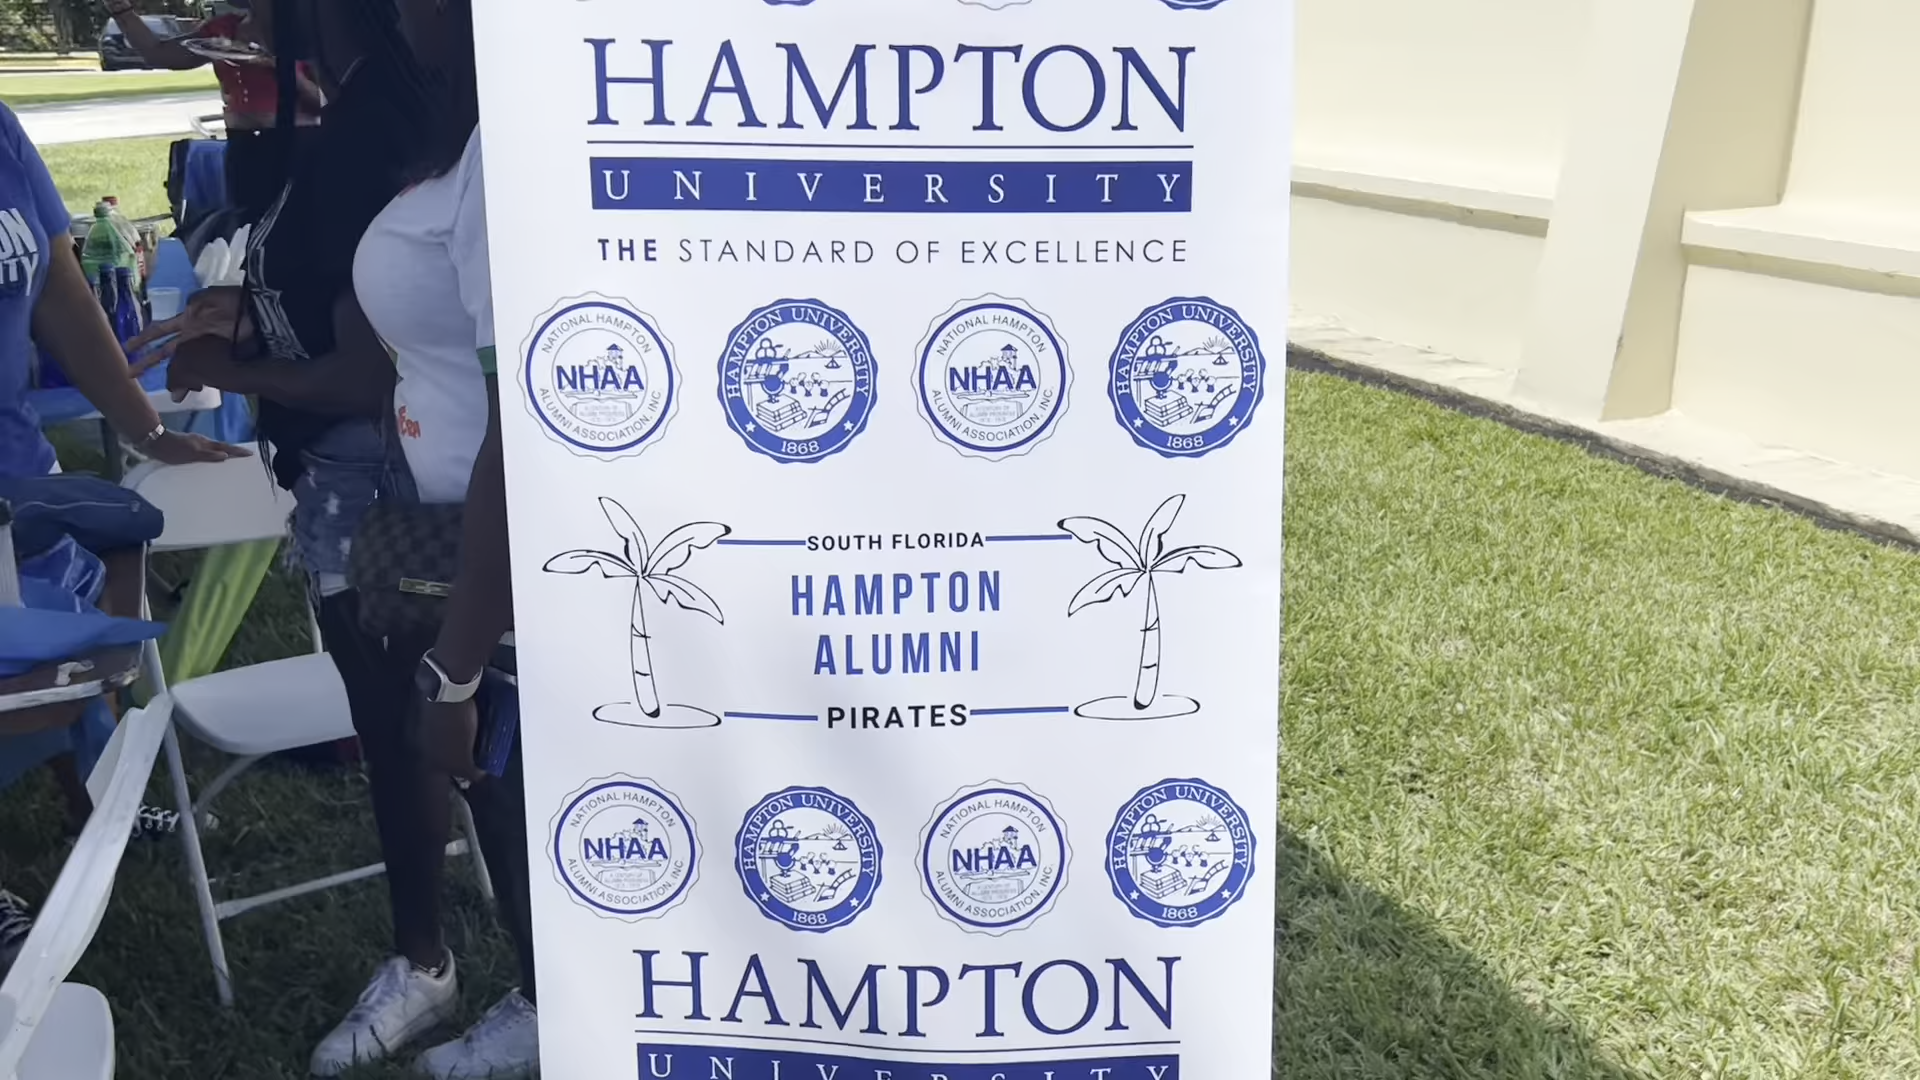 HAMPTON
UNIVERSITY
THE STANDARD OF EXCELLENCE
NATIONAL HAMPTON
NHAA
ALUMNI ASSOCIATION, INC.
HAMPTON UNIVERSITY
1868
NATIONAL HAMPTON
NHAA
ALUMNI ASSOCIATION, INC.
HAMPTON UNIVERSITY
1868
SOUTH FLORIDA
HAMPTON
ALUMNI
PIRATES
NATIONAL HAMPTON
NHAA
ALUMNI ASSOCIATION, INC.
HAMPTON UNIVERSITY
1868
NATIONAL HAMPTON
NHAA
ALUMNI ASSOCIATION, INC.
HAMPTON UNIVERSITY
1868
HAMPTON
UNIVERSITY